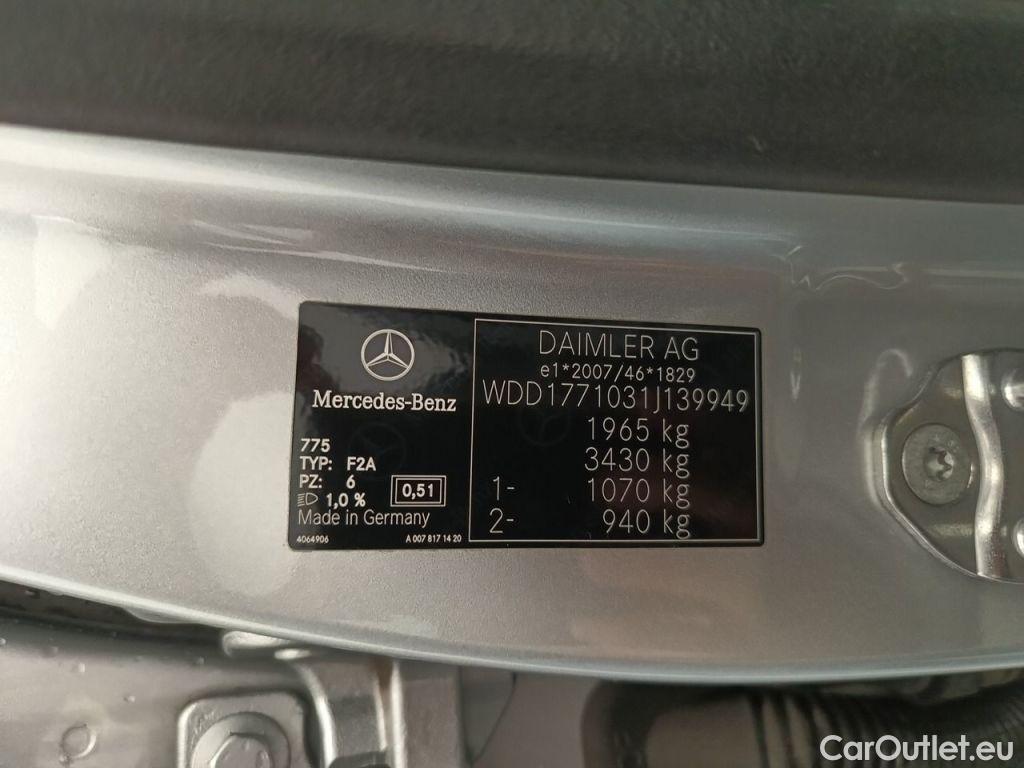 Mercedes-Benz
775
TYP: F2A
PZ: 6
1,0 %
0,51
Made in Germany
4064906 A 007 817 14 20
DAIMLER AG
e1*2007/46*1829
WDD1771031J139949
1965 kg
3430 kg
1- 1070 kg
2- 940 kg
CarOutlet.eu